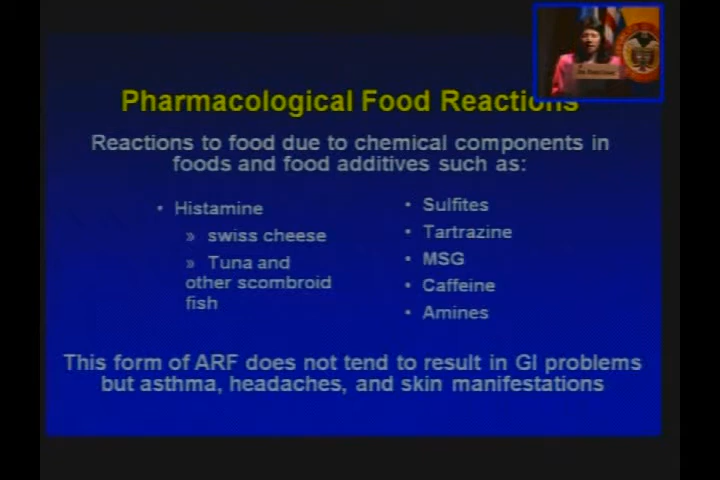 Pharmacological Food Reactions
Reactions to food due to chemical components in
foods and food additives such as:
• Histamine
» swiss cheese
» Tuna and
other scombroid
fish
• Sulfites
• Tartrazine
• MSG
• Caffeine
• Amines
This form of ARF does not tend to result in GI problems
but asthma, headaches, and skin manifestations